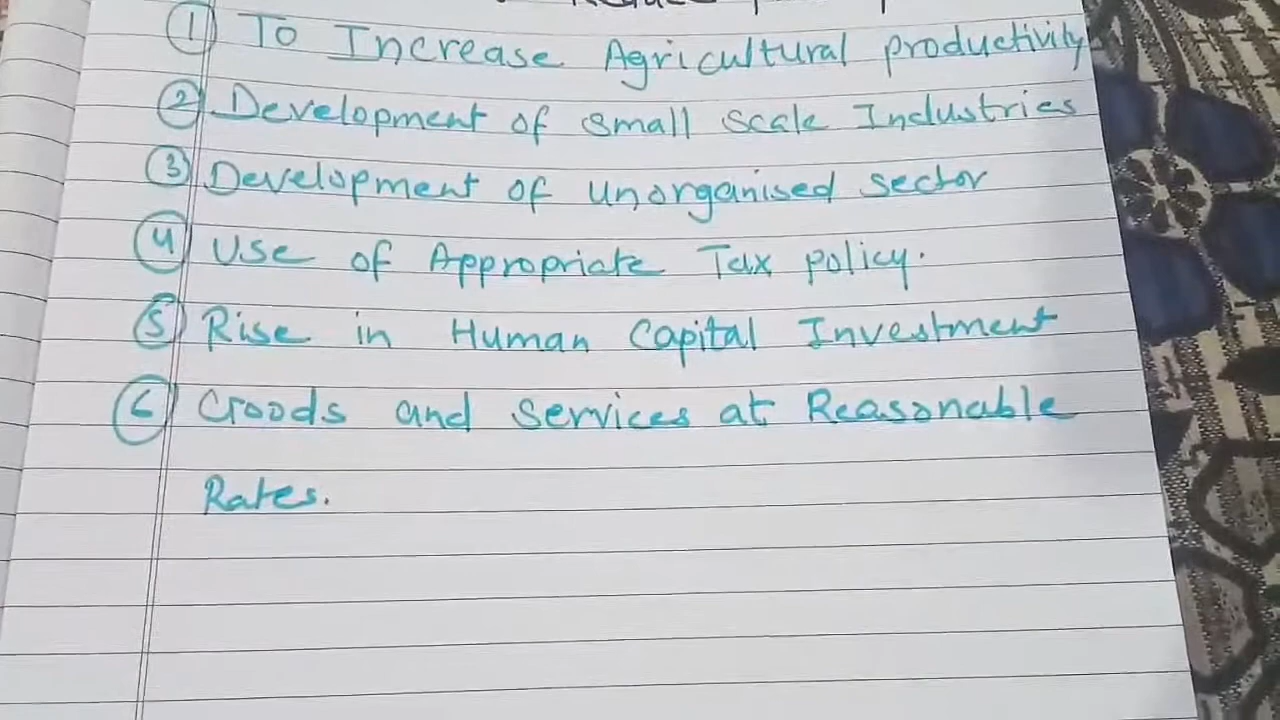 ① To Increase Agricultural productivity
② Development of small scale Industries
③ Development of unorganised sector
④ Use of Appropriate Tax policy.
⑤ Rise in Human Capital Investment
⑥ Goods and services at Reasonable
Rates.